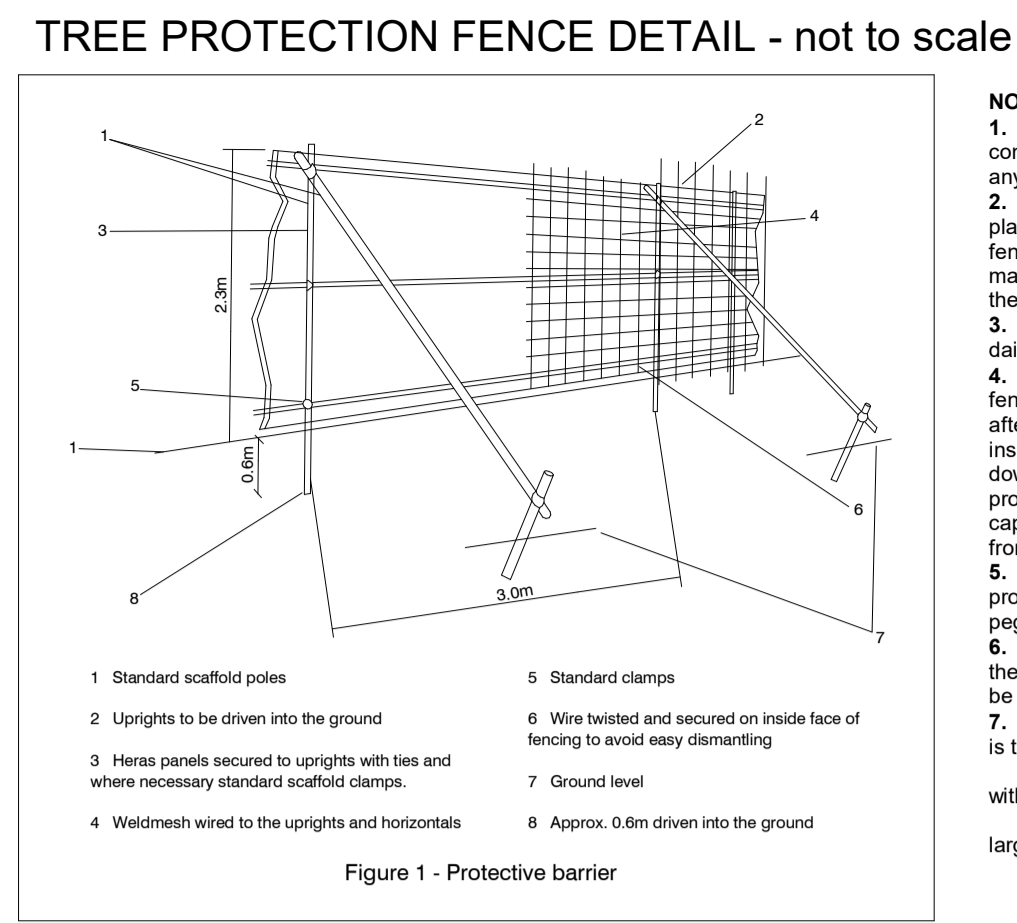 TREE PROTECTION FENCE DETAIL - not to scale
1
2
3
4
2.3m
5
1
0.6m
6
8
3.0m
7
1 Standard scaffold poles
2 Uprights to be driven into the ground
3 Heras panels secured to uprights with ties and
where necessary standard scaffold clamps.
4 Weldmesh wired to the uprights and horizontals
5 Standard clamps
6 Wire twisted and secured on inside face of
fencing to avoid easy dismantling
7 Ground level
8 Approx. 0.6m driven into the ground
Figure 1 - Protective barrier
1.
any
2.
3.
4.
5.
6.
the
be
7.